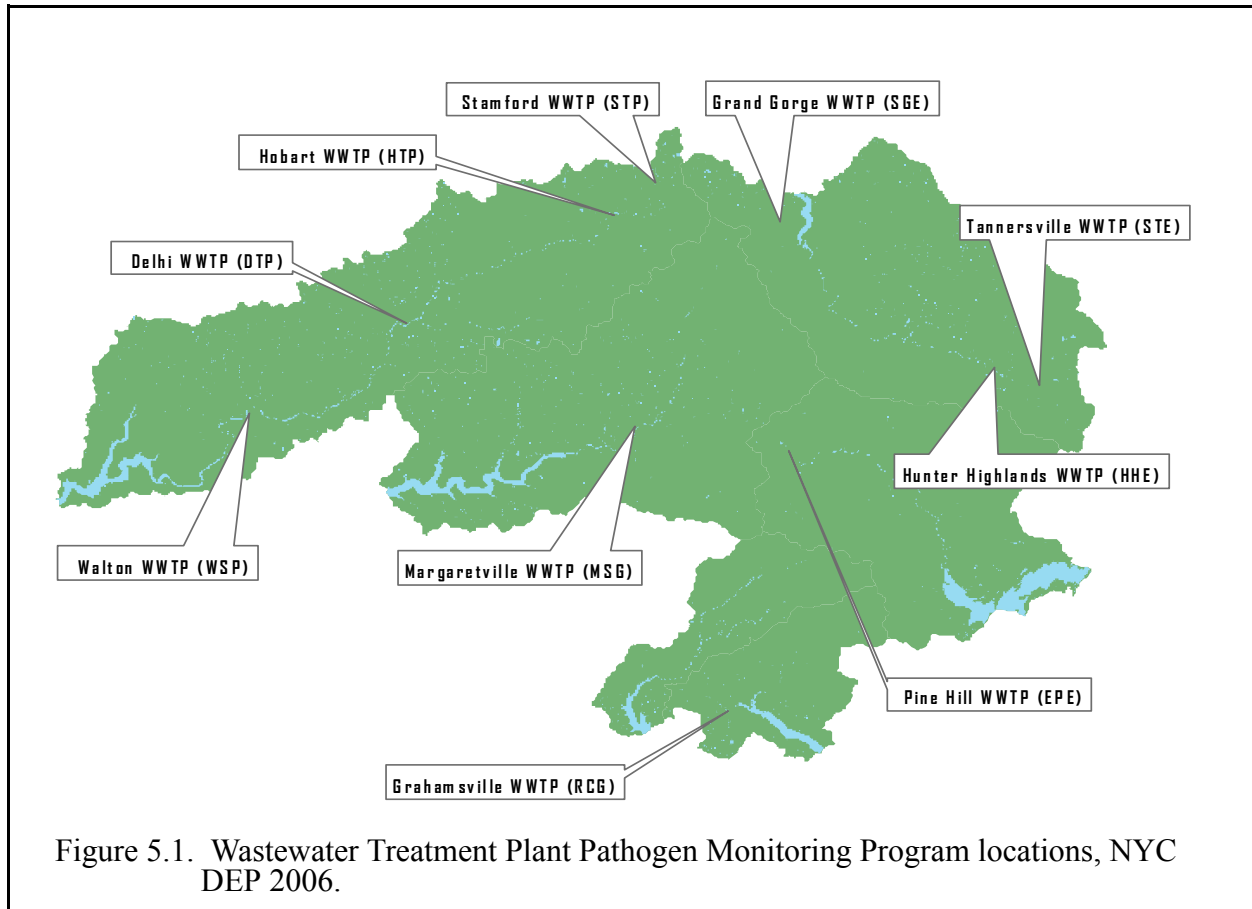 Stamford WWTP (STP)
Grand Gorge WWTP (SGE)
Hobart WWTP (HTP)
Tannersville WWTP (STE)
Delhi WWTP (DTP)
Hunter Highlands WWTP (HHE)
Walton WWTP (WSP)
Margaretville WWTP (MSG)
Pine Hill WWTP (EPE)
Grahamsville WWTP (RCG)
Figure 5.1. Wastewater Treatment Plant Pathogen Monitoring Program locations, NYC
DEP 2006.